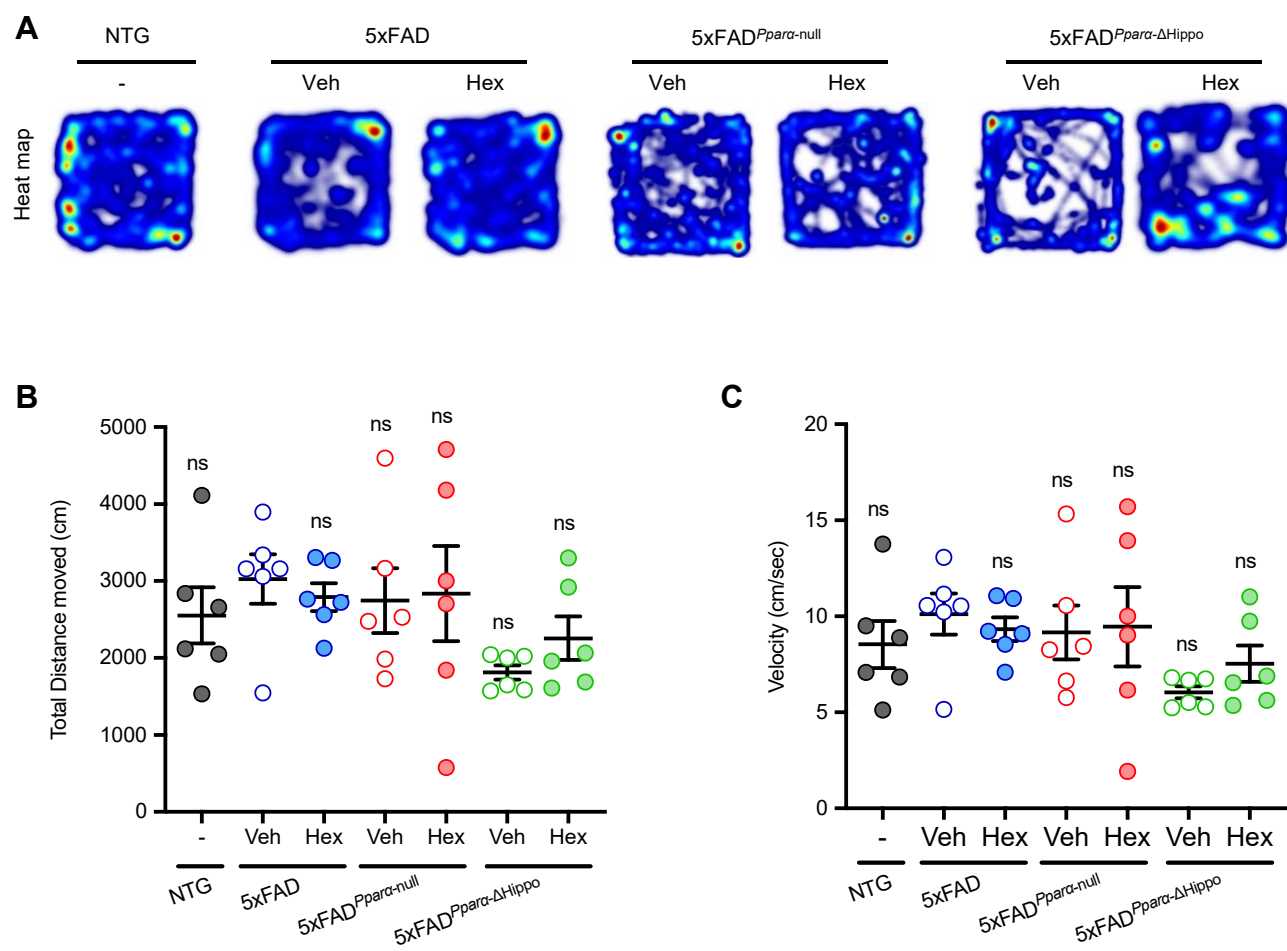 A
NTG 5xFAD 5xFADPparα-null 5xFADPparα-ΔHippo
- Veh Hex Veh Hex Veh Hex
Heat map
B
Total Distance moved (cm)
5000
4000
3000
2000
1000
0
ns ns ns ns ns ns
- Veh Hex Veh Hex Veh Hex
NTG 5xFAD 5xFADPparα-null 5xFADPparα-ΔHippo
C
Velocity (cm/sec)
20
15
10
5
0
ns ns ns ns ns ns
- Veh Hex Veh Hex Veh Hex
NTG 5xFAD 5xFADPparα-null 5xFADPparα-ΔHippo